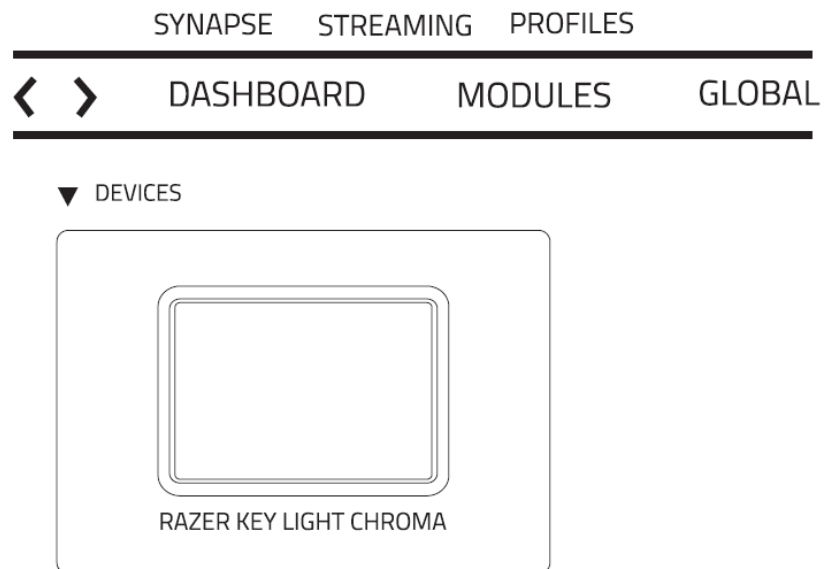 SYNAPSE STREAMING PROFILES
DASHBOARD MODULES GLOBAL
DEVICES
RAZER KEY LIGHT CHROMA